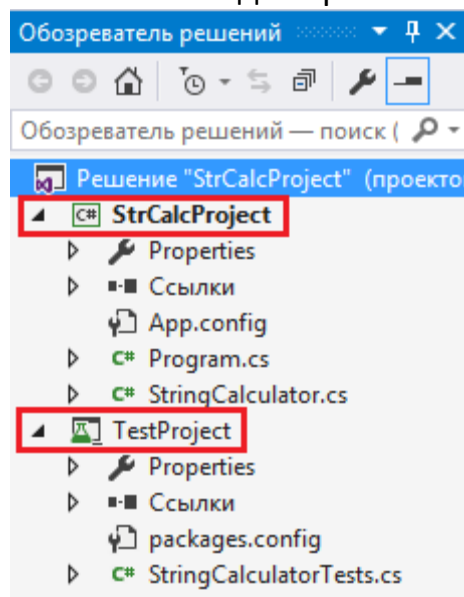 Обозреватель решений
Обозреватель решений — поиск (
Решение "StrCalcProject" (проекто
C# StrCalcProject
Properties
Ссылки
App.config
C# Program.cs
C# StringCalculator.cs
TestProject
Properties
Ссылки
packages.config
C# StringCalculatorTests.cs